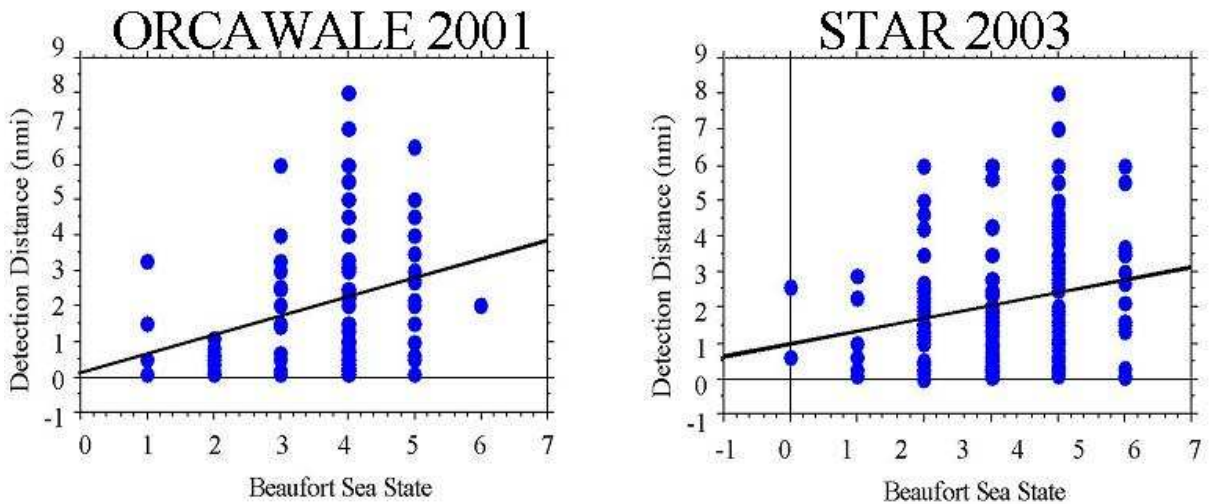 ORCAWALE 2001
Detection Distance (nmi)
9
8
7
6
5
4
3
2
1
0
-1
0 1 2 3 4 5 6 7
Beaufort Sea State
STAR 2003
Detection Distance (nmi)
9
8
7
6
5
4
3
2
1
0
-1
-1 0 1 2 3 4 5 6 7
Beaufort Sea State